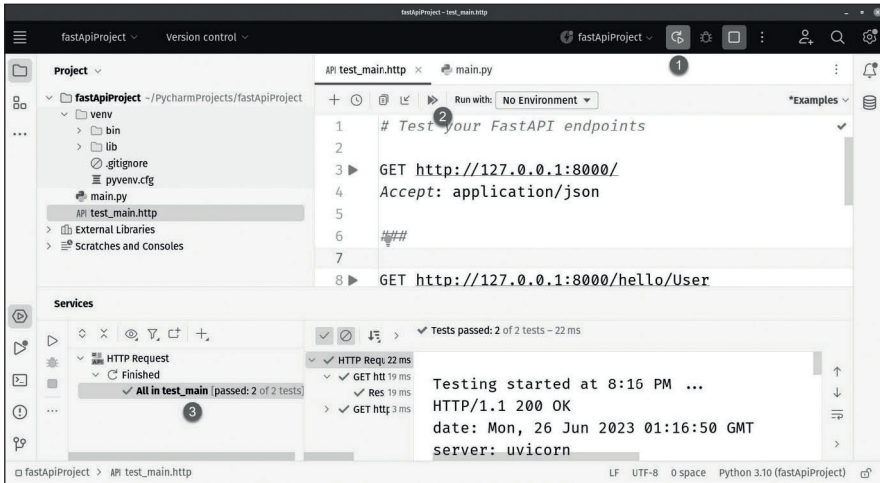 fastApiProject – test_main.http
fastApiProject
Version control
fastApiProject
1
Project
API test_main.http
main.py
fastApiProject ~/PycharmProjects/fastApiProject
venv
bin
lib
.gitignore
pyvenv.cfg
main.py
API test_main.http
External Libraries
Scratches and Consoles
Run with: No Environment
*Examples
2
1 # Test your FastAPI endpoints
2
3 GET http://127.0.0.1:8000/
4 Accept: application/json
5
6 ###
7
8 GET http://127.0.0.1:8000/hello/User
Services
HTTP Request
Finished
All in test_main [passed: 2 of 2 tests]
3
Tests passed: 2 of 2 tests – 22 ms
HTTP Requ 22 ms
GET htt 19 ms
Res 19 ms
GET http 3 ms
Testing started at 8:16 PM ...
HTTP/1.1 200 OK
date: Mon, 26 Jun 2023 01:16:50 GMT
server: uvicorn
fastApiProject > API test_main.http
LF UTF-8 0 space Python 3.10 (fastApiProject)